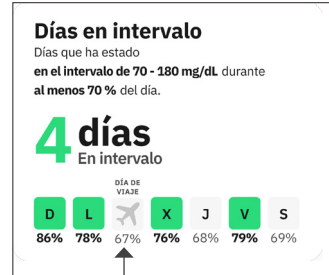 Días en intervalo
Días que ha estado
en el intervalo de 70 - 180 mg/dL durante
al menos 70 % del día.
4 días
En intervalo
DÍA DE
VIAJE
D L X J V S
86% 78% 67% 76% 68% 79% 69%